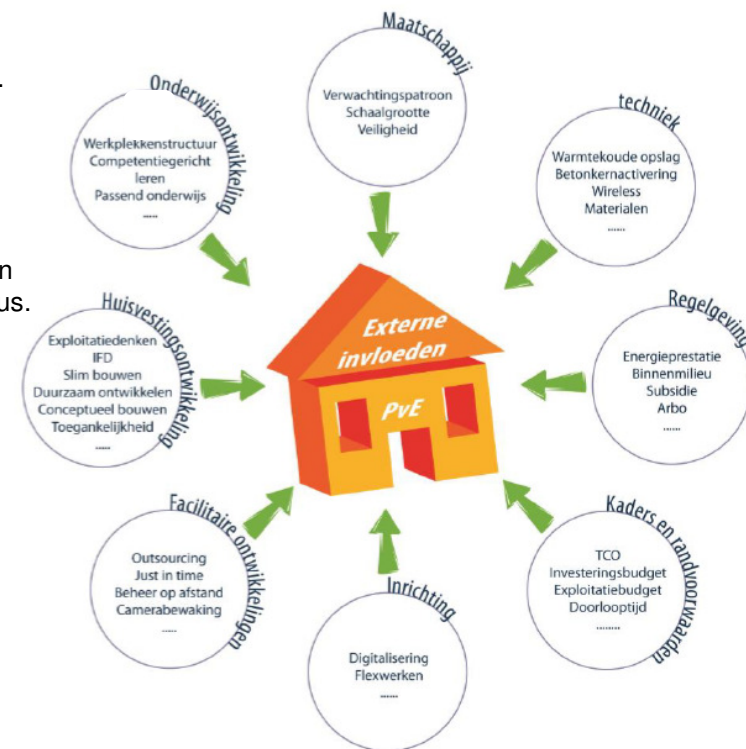 .
n
us.
Maatschappij
Verwachtingspatroon
Schaalgrootte
Veiligheid
Onderwijsontwikkeling
Werkplekkenstructuur
Competentiegericht
leren
Passend onderwijs
.....
techniek
Warmtekoude opslag
Betonkernactivering
Wireless
Materialen
......
Huisvestingsontwikkeling
Exploitatiedenken
IFD
Slim bouwen
Duurzaam ontwikkelen
Conceptueel bouwen
Toegankelijkheid
.....
Externe
invloeden
PvE
Regelgeving
Energieprestatie
Binnenmilieu
Subsidie
Arbo
......
Facilitaire ontwikkelingen
Outsourcing
Just in time
Beheer op afstand
Camerabewaking
.....
Inrichting
Digitalisering
Flexwerken
......
Kaders en randvoorwaarden
TCO
Investeringsbudget
Exploitatiebudget
Doorlooptijd
........